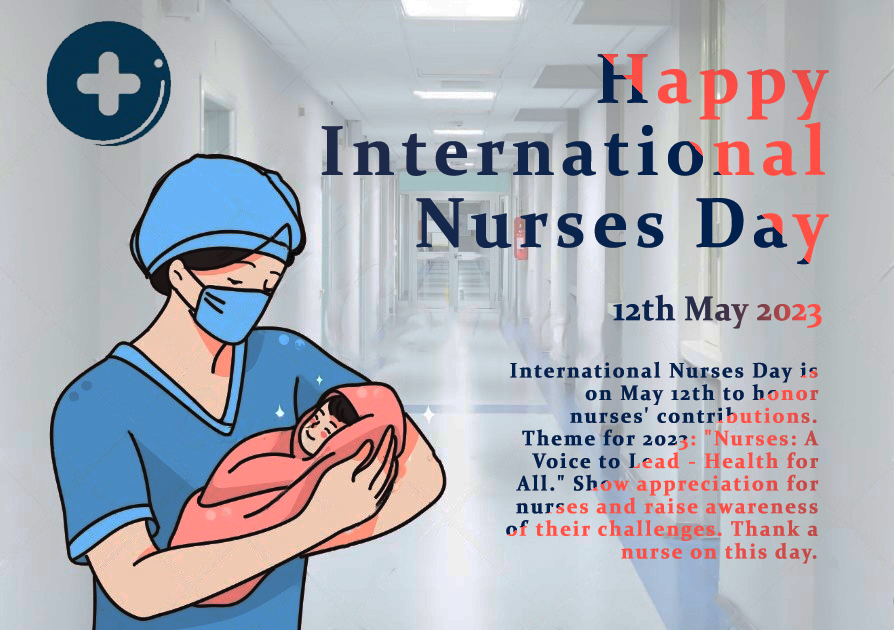 Happy
International
Nurses Day
12th May 2023
International Nurses Day is
on May 12th to honor
nurses' contributions.
Theme for 2023: "Nurses: A
Voice to Lead - Health for
All." Show appreciation for
nurses and raise awareness
of their challenges. Thank a
nurse on this day.